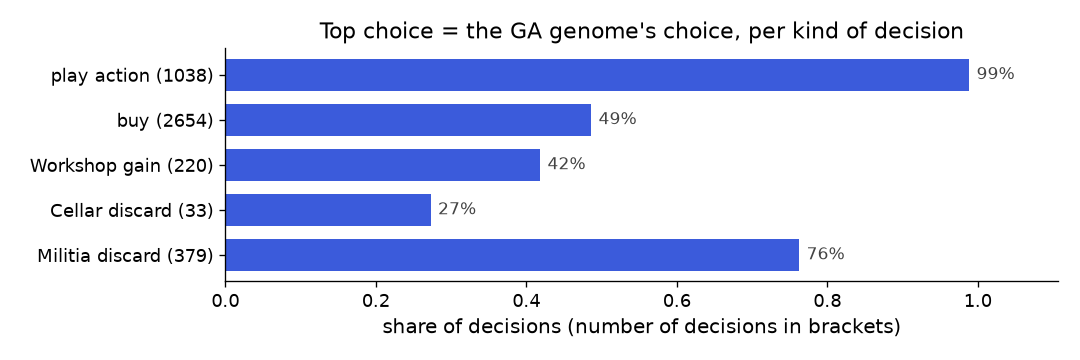 Top choice = the GA genome's choice, per kind of decision
play action (1038)
99%
buy (2654)
49%
Workshop gain (220)
42%
Cellar discard (33)
27%
Militia discard (379)
76%
0.0 0.2 0.4 0.6 0.8 1.0
share of decisions (number of decisions in brackets)